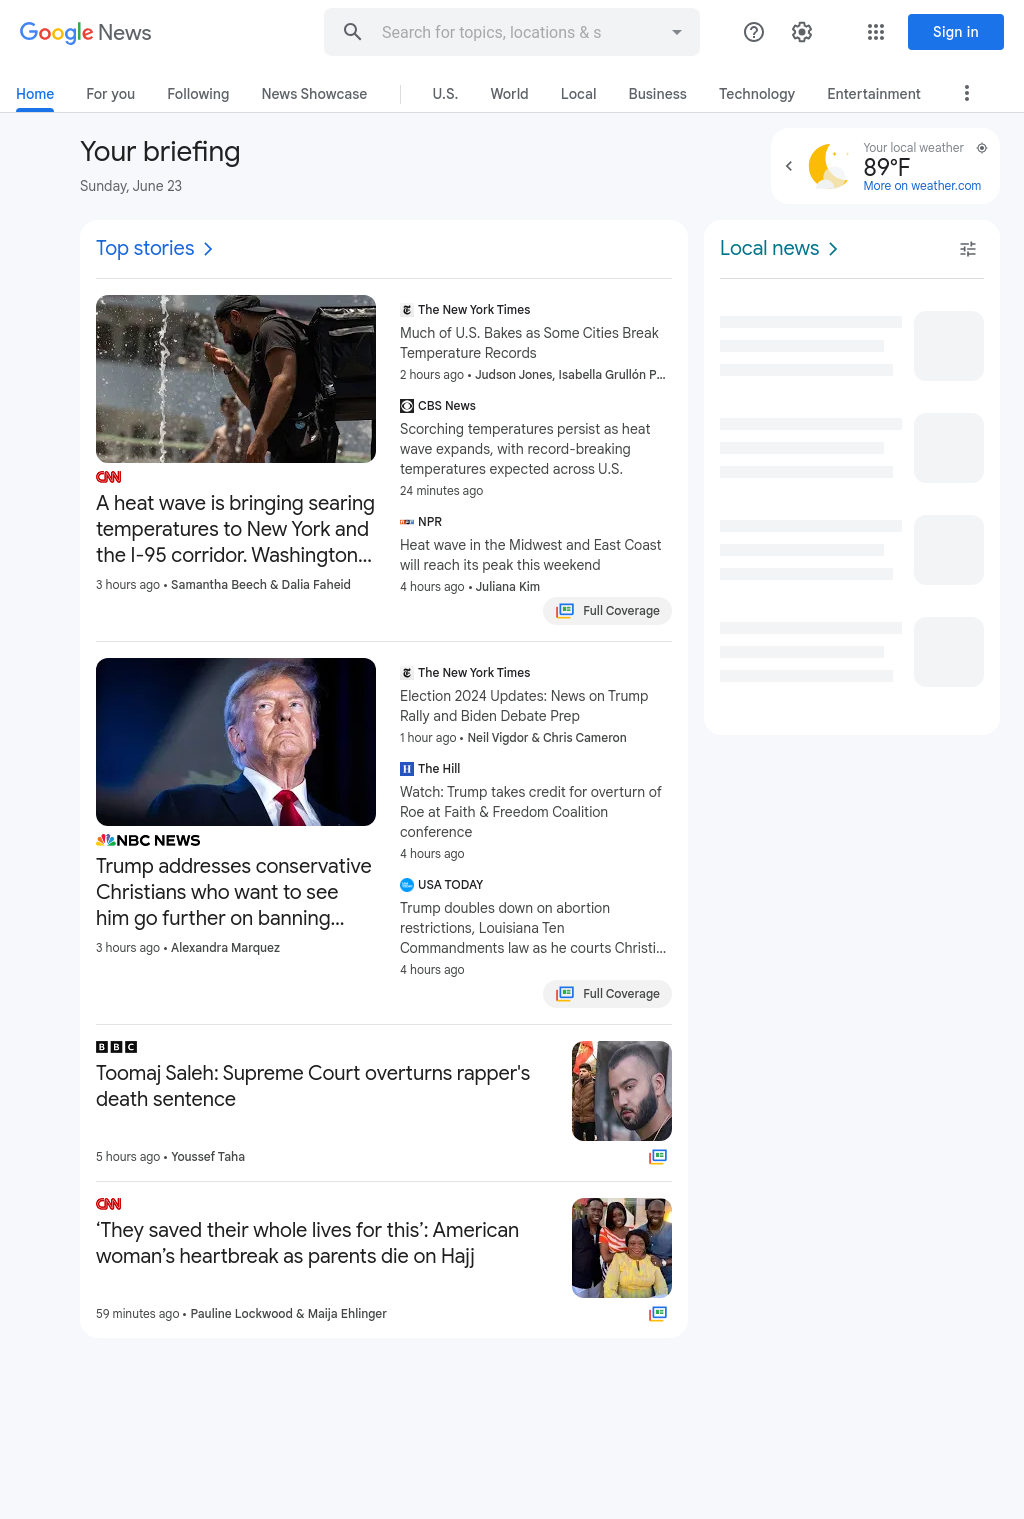 Google News
Search for topics, locations & s
Sign in
Home
For you
Following
News Showcase
U.S.
World
Local
Business
Technology
Entertainment
Your briefing
Sunday, June 23
Your local weather
89°F
More on weather.com
Top stories
CNN
A heat wave is bringing searing
temperatures to New York and
the I-95 corridor. Washington...
3 hours ago • Samantha Beech & Dalia Faheid
The New York Times
Much of U.S. Bakes as Some Cities Break
Temperature Records
2 hours ago • Judson Jones, Isabella Grullón P...
CBS News
Scorching temperatures persist as heat
wave expands, with record-breaking
temperatures expected across U.S.
24 minutes ago
NPR
Heat wave in the Midwest and East Coast
will reach its peak this weekend
4 hours ago • Juliana Kim
Full Coverage
NBC NEWS
Trump addresses conservative
Christians who want to see
him go further on banning...
3 hours ago • Alexandra Marquez
The New York Times
Election 2024 Updates: News on Trump
Rally and Biden Debate Prep
1 hour ago • Neil Vigdor & Chris Cameron
H The Hill
Watch: Trump takes credit for overturn of
Roe at Faith & Freedom Coalition
conference
4 hours ago
USA TODAY
Trump doubles down on abortion
restrictions, Louisiana Ten
Commandments law as he courts Christi...
4 hours ago
Full Coverage
BBC
Toomaj Saleh: Supreme Court overturns rapper's
death sentence
5 hours ago • Youssef Taha
CNN
‘They saved their whole lives for this’: American
woman’s heartbreak as parents die on Hajj
59 minutes ago • Pauline Lockwood & Maija Ehlinger
Local news